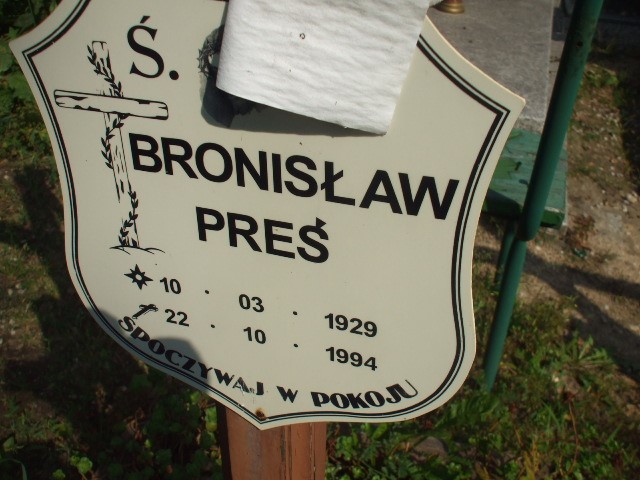 Ś.
BRONISŁAW
PREŚ
10 . 03 . 1929
22 . 10 . 1994
SPOCZYWAJ W POKOJU